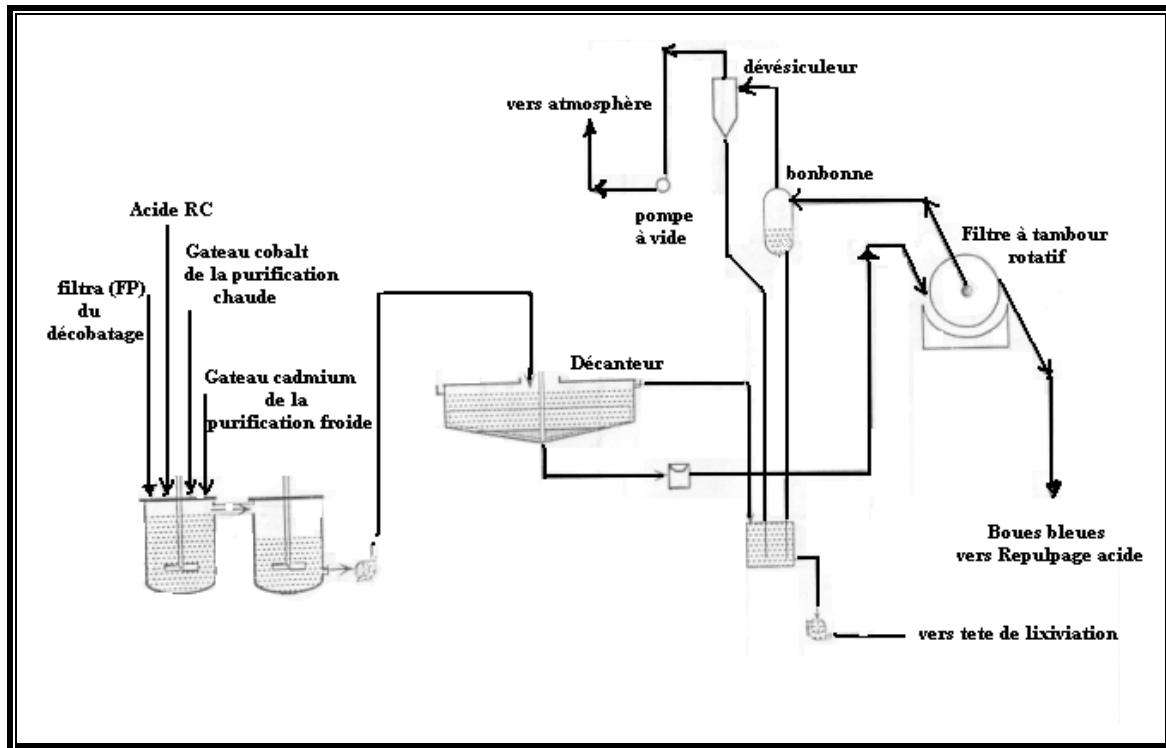 dévésiculeur
vers atmosphère
bonbonne
Acide RC
pompe
à vide
Filtre à tambour
rotatif
Gateau cobalt
de la purification
chaude
filtra (FP)
du
décobatage
Décanteur
Gateau cadmium
de la
purification froide
Boues bleues
vers Repulpage acide
vers tete de lixiviation